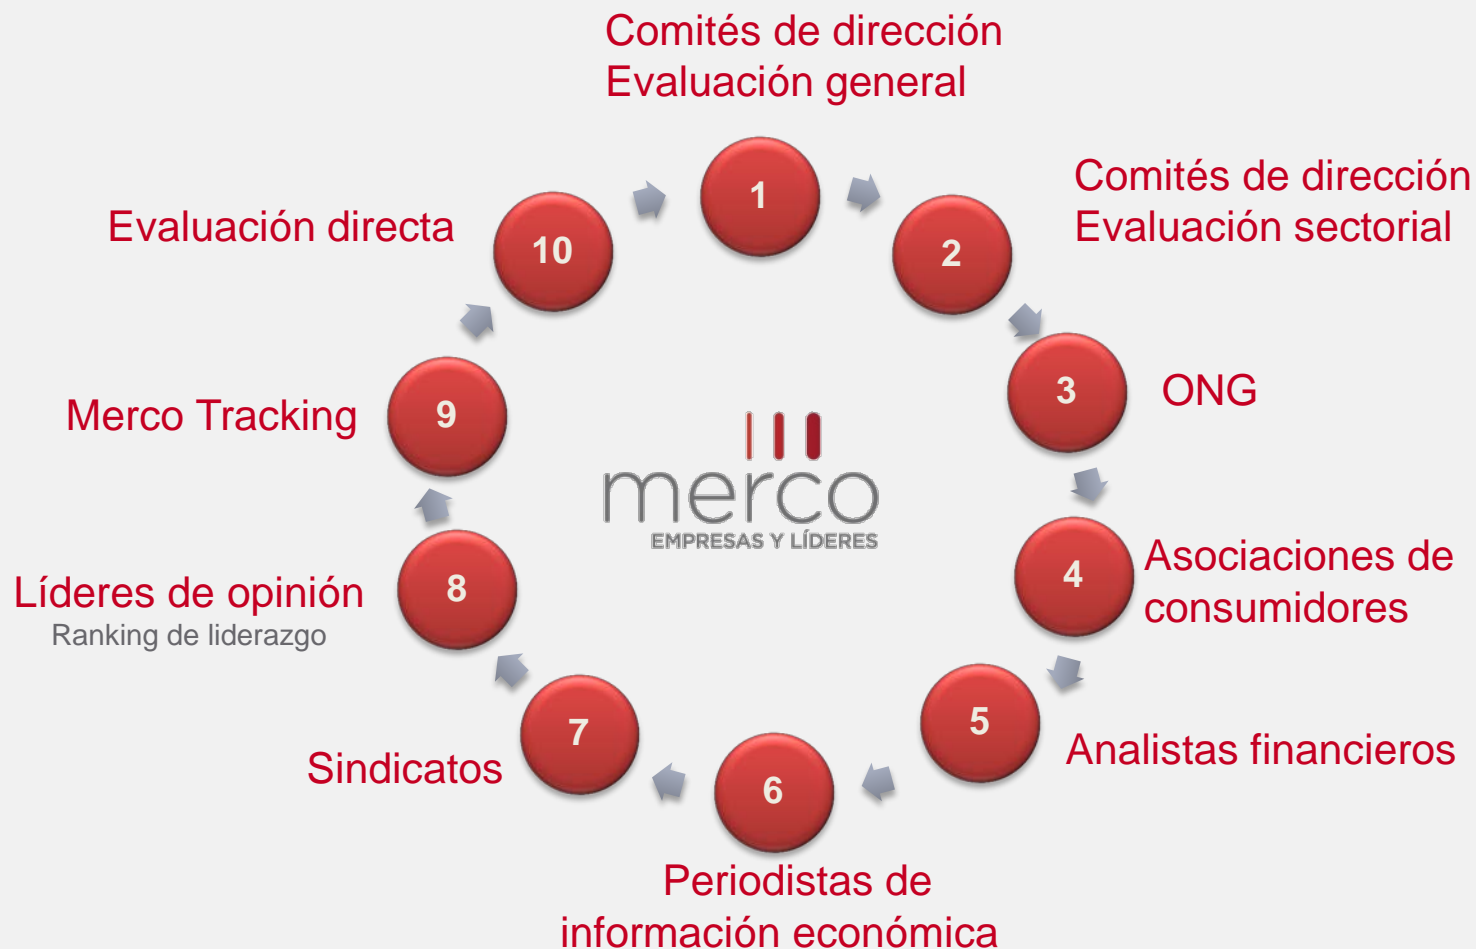 Comités de dirección
Evaluación general
1
Comités de dirección
Evaluación sectorial
2
ONG
3
Asociaciones de
consumidores
4
Analistas financieros
5
6
Periodistas de
información económica
7
Sindicatos
8
Líderes de opinión
Ranking de liderazgo
9
Merco Tracking
10
Evaluación directa
merco
EMPRESAS Y LÍDERES